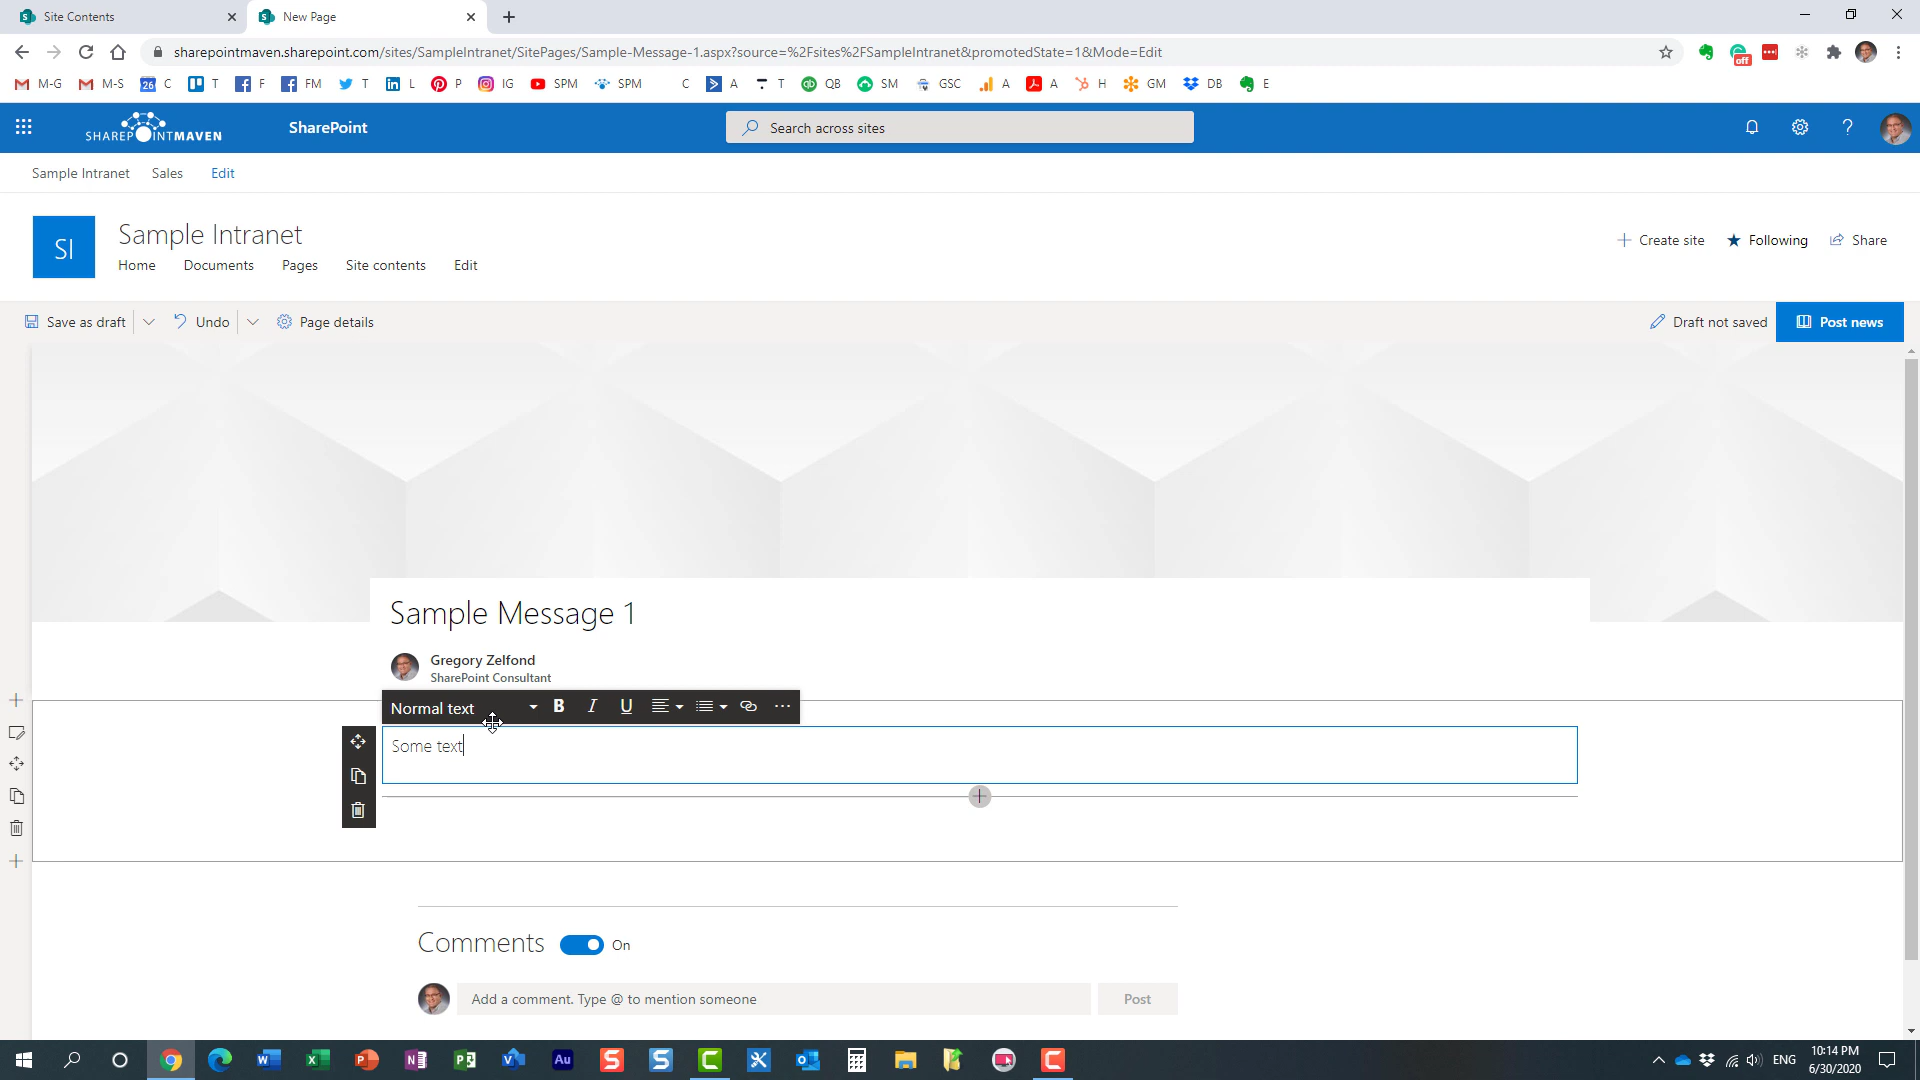 Site Contents
New Page
sharepointmaven.sharepoint.com/sites/SampleIntranet/SitePages/Sample-Message-1.aspx?source=%2Fsites%2FSampleIntranet&promotedState=1&Mode=Edit
off
M-G M-S 26 C T F FM T L P IG SPM SPM C A T QB SM GSC A A H GM DB E
SHAREPOINTMAVEN
SharePoint
Search across sites
?
Sample Intranet Sales Edit
SI
Sample Intranet
Home Documents Pages Site contents Edit
Create site Following Share
Save as draft Undo Page details
Draft not saved Post news
Sample Message 1
Gregory Zelfond
SharePoint Consultant
Normal text B I U
Some text
Comments On
Add a comment. Type @ to mention someone
Post
ENG
10:14 PM
6/30/2020